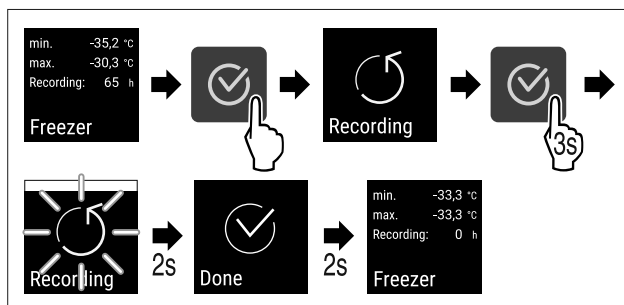 min. -35,2 °C
max. -30,3 °C
Recording: 65 h
Freezer
Recording
3s
Recording
2s
Done
2s
min. -33,3 °C
max. -33,3 °C
Recording: 0 h
Freezer